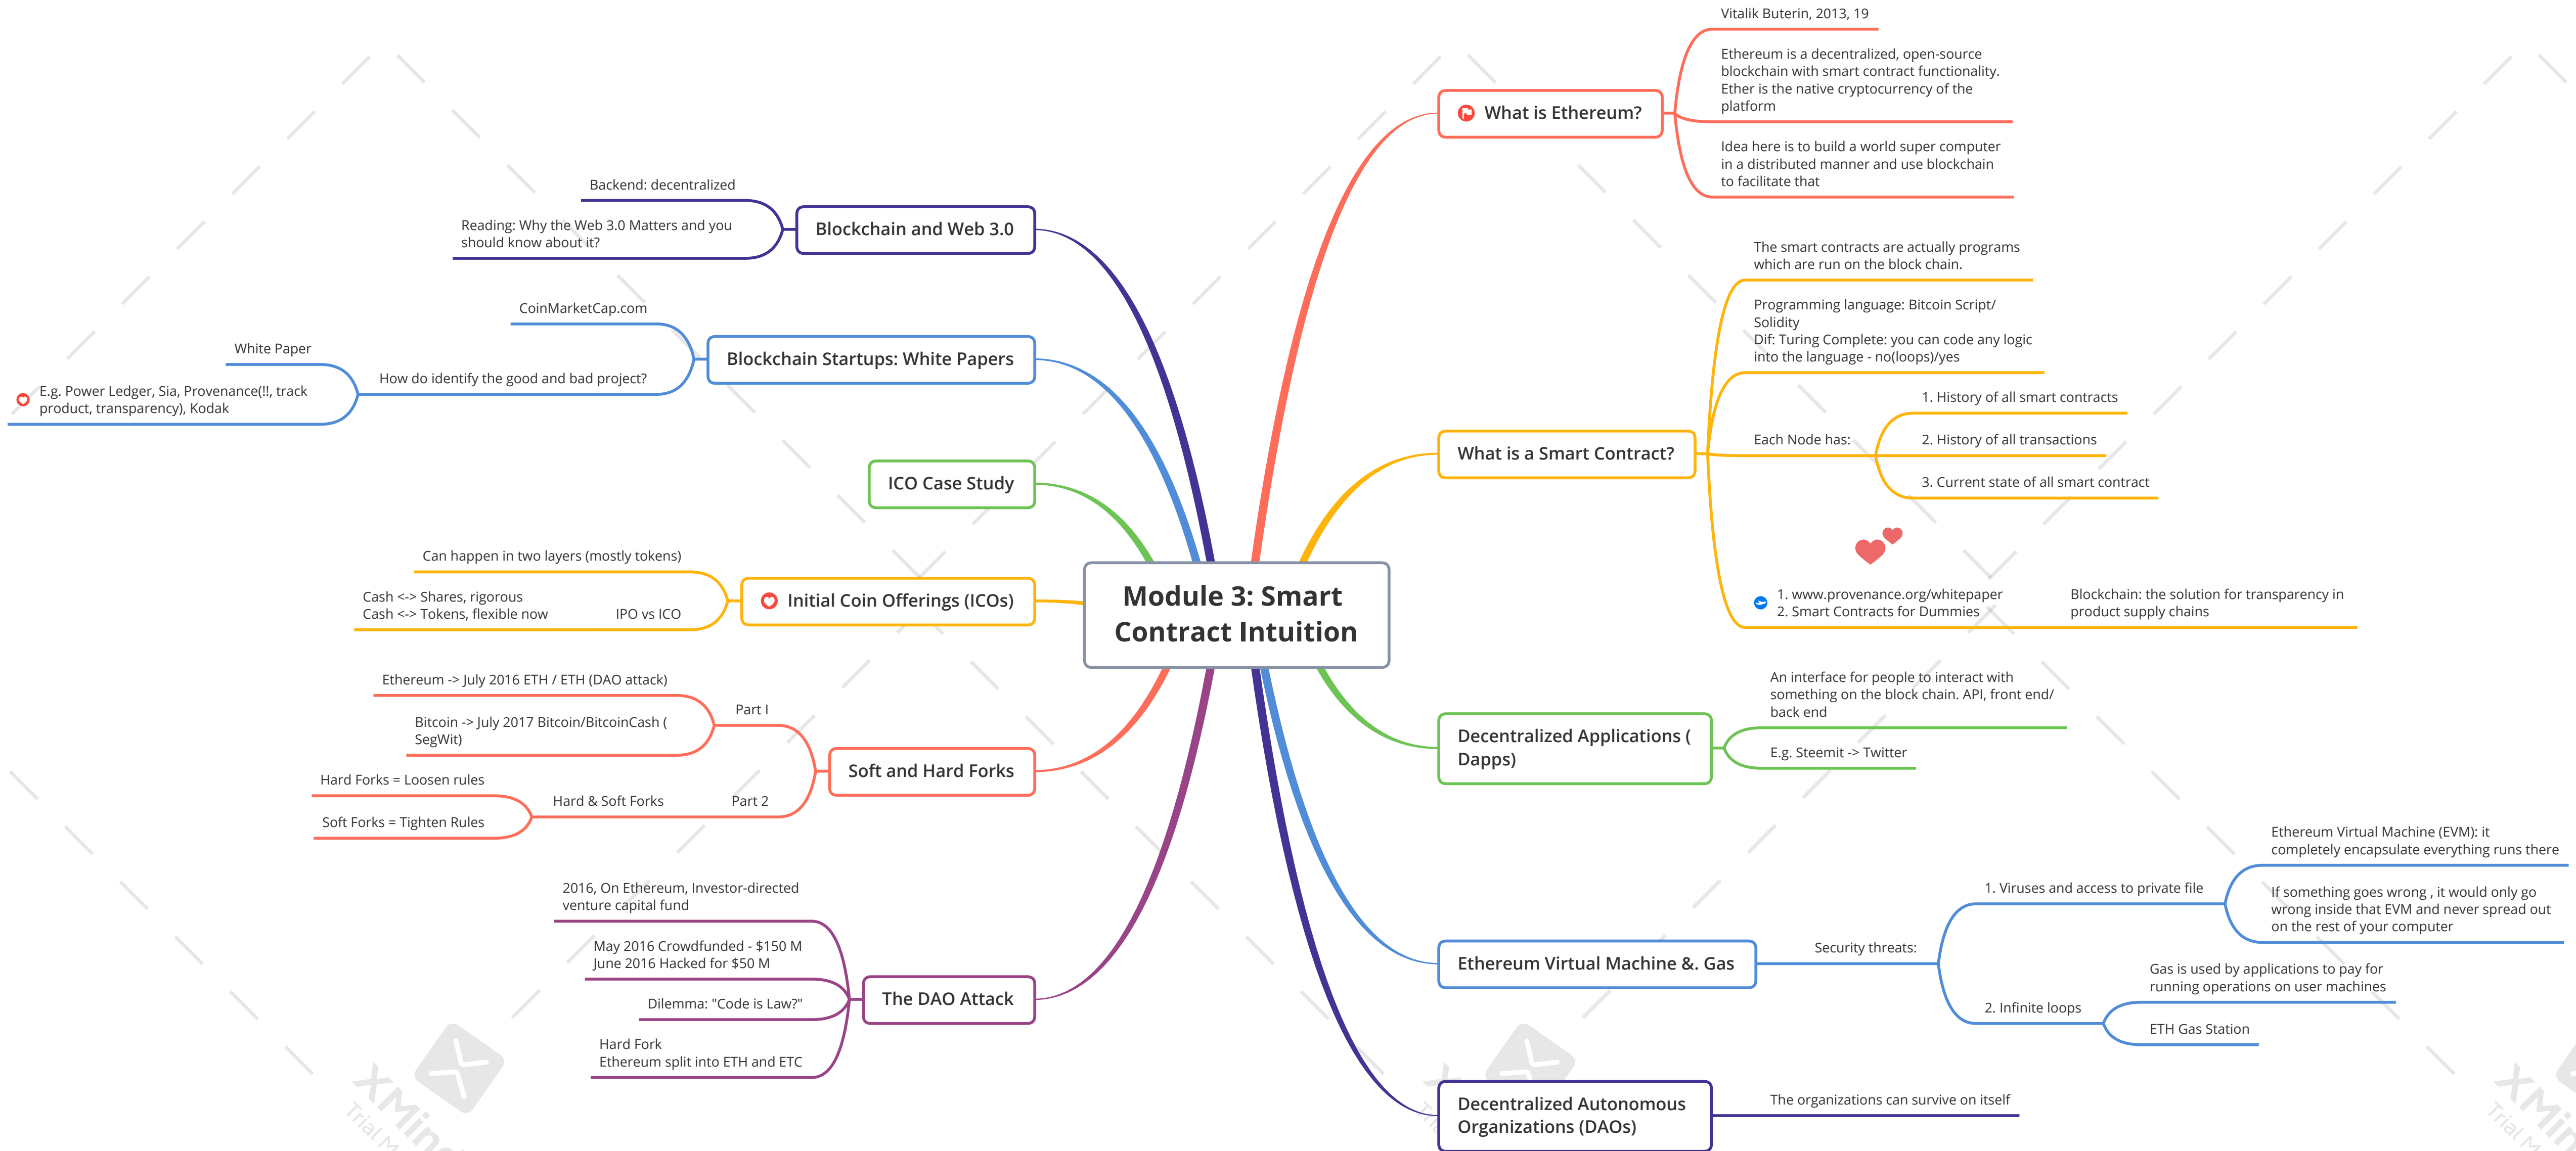 Module 3: Smart
Contract Intuition
What is Ethereum?
Vitalik Buterin, 2013, 19
Ethereum is a decentralized, open-source
blockchain with smart contract functionality.
Ether is the native cryptocurrency of the
platform
Idea here is to build a world super computer
in a distributed manner and use blockchain
to facilitate that
What is a Smart Contract?
The smart contracts are actually programs
which are run on the block chain.
Programming language: Bitcoin Script/
Solidity
Dif: Turing Complete: you can code any logic
into the language - no(loops)/yes
Each Node has:
1. History of all smart contracts
2. History of all transactions
3. Current state of all smart contract
1. www.provenance.org/whitepaper
2. Smart Contracts for Dummies
Blockchain: the solution for transparency in
product supply chains
Decentralized Applications (
Dapps)
An interface for people to interact with
something on the block chain. API, front end/
back end
E.g. Steemit -> Twitter
Ethereum Virtual Machine &. Gas
Security threats:
1. Viruses and access to private file
Ethereum Virtual Machine (EVM): it
completely encapsulate everything runs there
If something goes wrong , it would only go
wrong inside that EVM and never spread out
on the rest of your computer
2. Infinite loops
Gas is used by applications to pay for
running operations on user machines
ETH Gas Station
Decentralized Autonomous
Organizations (DAOs)
The organizations can survive on itself
Blockchain and Web 3.0
Backend: decentralized
Reading: Why the Web 3.0 Matters and you
should know about it?
Blockchain Startups: White Papers
CoinMarketCap.com
How do identify the good and bad project?
White Paper
E.g. Power Ledger, Sia, Provenance(!!, track
product, transparency), Kodak
ICO Case Study
Initial Coin Offerings (ICOs)
Can happen in two layers (mostly tokens)
IPO vs ICO
Cash <-> Shares, rigorous
Cash <-> Tokens, flexible now
Soft and Hard Forks
Part I
Ethereum -> July 2016 ETH / ETH (DAO attack)
Bitcoin -> July 2017 Bitcoin/BitcoinCash (
SegWit)
Part 2
Hard & Soft Forks
Hard Forks = Loosen rules
Soft Forks = Tighten Rules
The DAO Attack
2016, On Ethereum, Investor-directed
venture capital fund
May 2016 Crowdfunded - $150 M
June 2016 Hacked for $50 M
Dilemma: "Code is Law?"
Hard Fork
Ethereum split into ETH and ETC
XMind
Trial